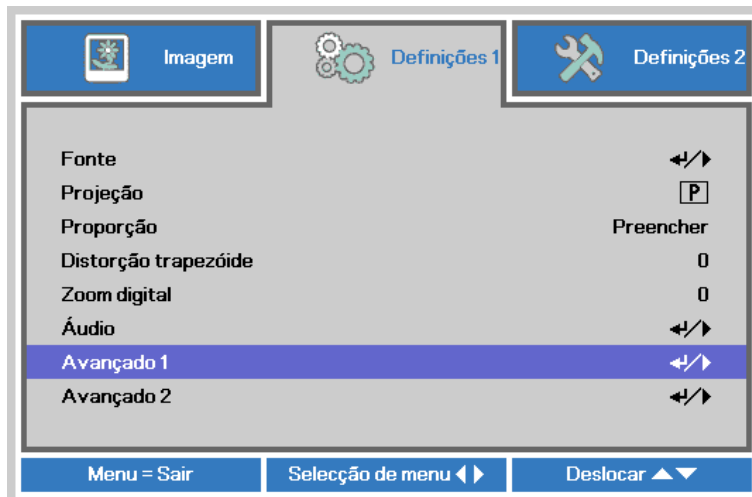 Imagem
Definições 1
Definições 2
Fonte
Projeção P
Proporção Preencher
Distorção trapezóide 0
Zoom digital 0
Áudio
Avançado 1
Avançado 2
Menu = Sair
Selecção de menu
Deslocar